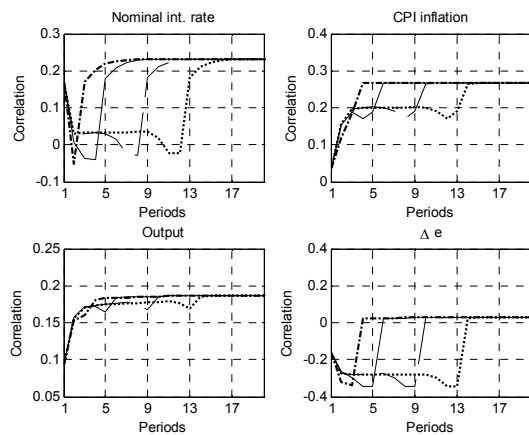 Nominal int. rate
0.3
0.2
0.1
0
-0.1
Correlation
1 5 9 13 17
Periods
CPI inflation
0.4
0.3
0.2
0.1
0
Correlation
1 5 9 13 17
Periods
Output
0.25
0.2
0.15
0.1
0.05
Correlation
1 5 9 13 17
Periods
Δ e
0.4
0.2
0
-0.2
-0.4
Correlation
1 5 9 13 17
Periods